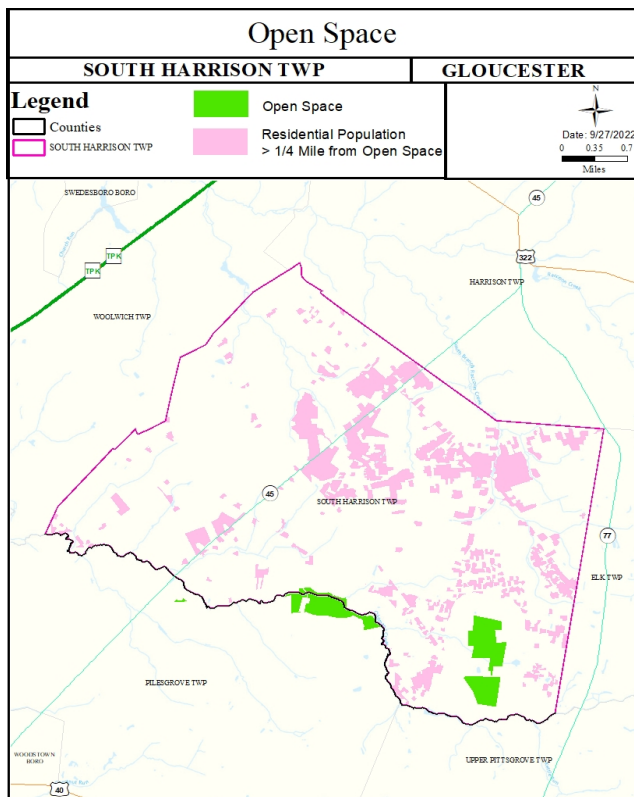 Open Space
SOUTH HARRISON TWP
GLOUCESTER
Legend
Counties
SOUTH HARRISON TWP
Open Space
Residential Population
> 1/4 Mile from Open Space
N
Date: 9/27/2022
0 0.35 0.7
Miles
SWEDESBORO BORO
45
TPK
TPK
322
HARRISON TWP
WOOLWICH TWP
45
SOUTH HARRISON TWP
77
ELK TWP
PILESGROVE TWP
WOODSTOWN
BORO
UPPER PITTSGROVE TWP
40